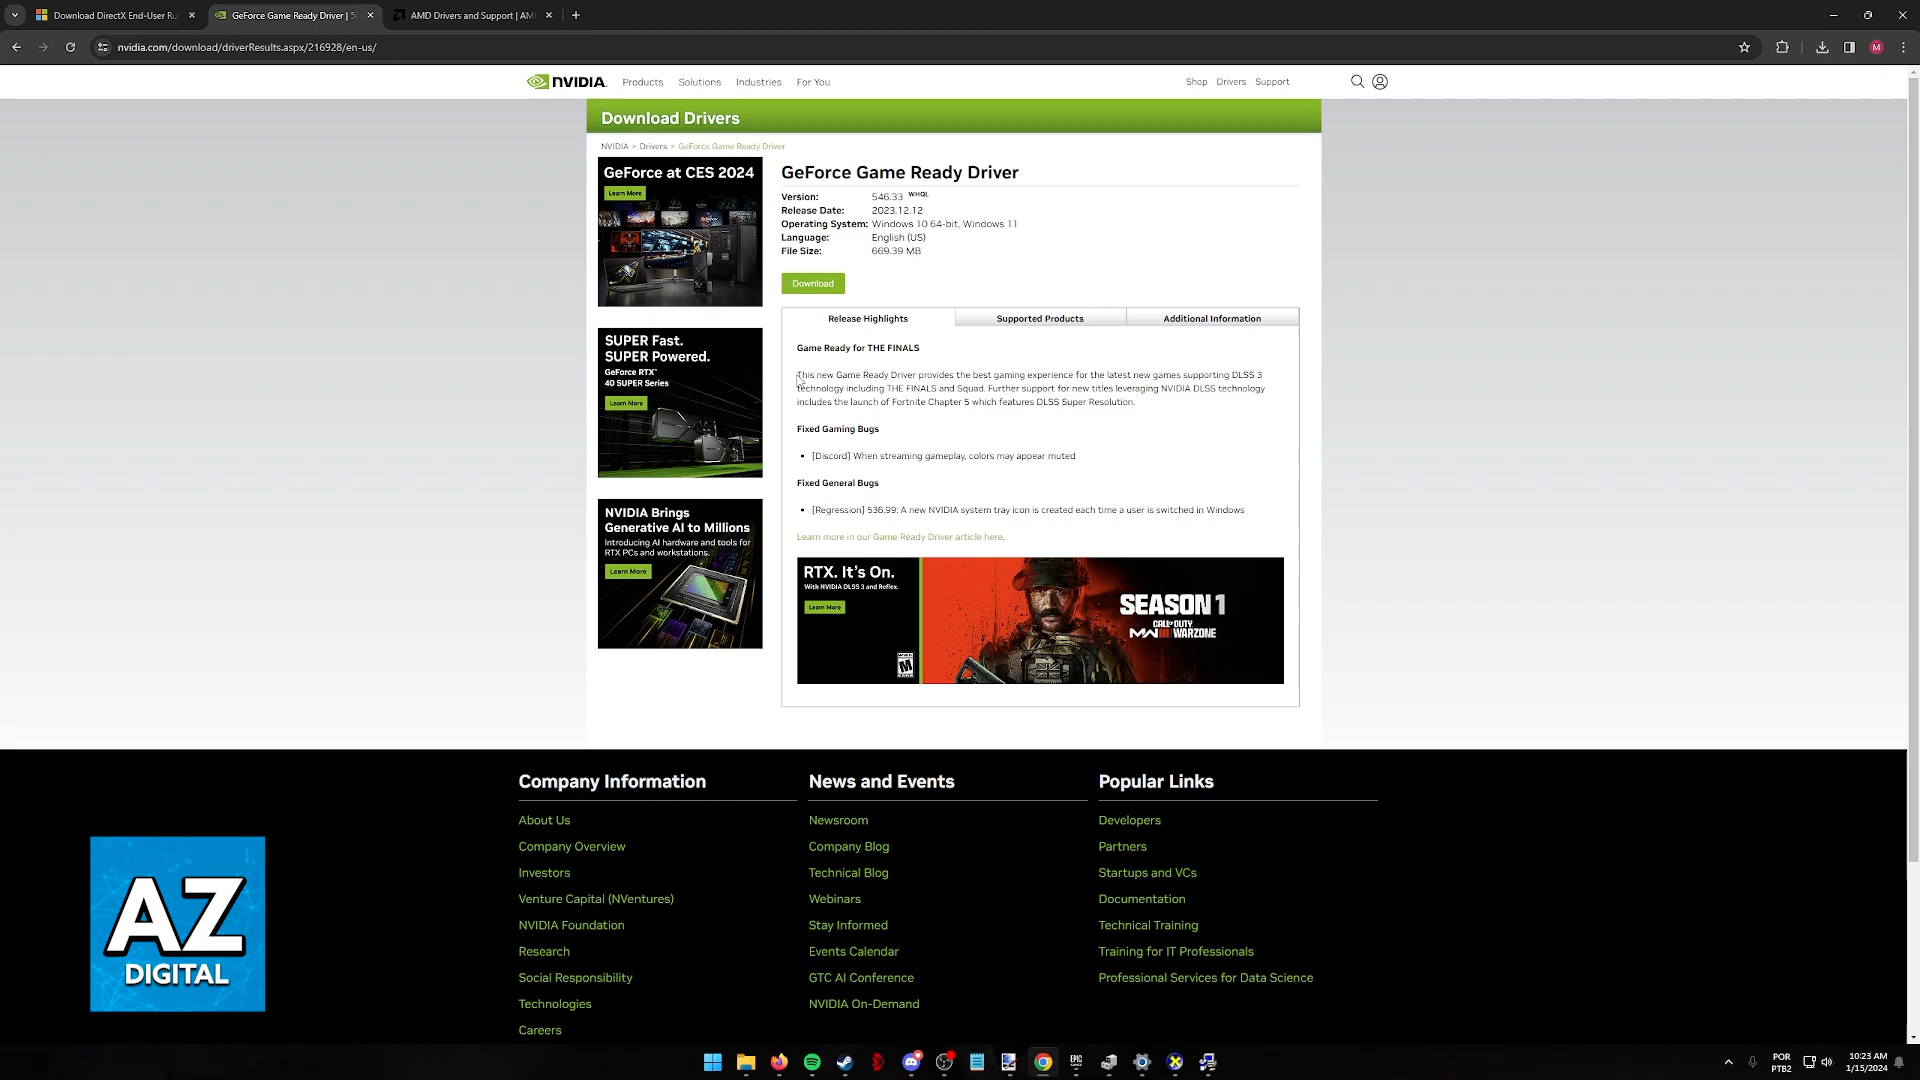 Download DirectX End-User Ru
GeForce Game Ready Driver | 5
AMD Drivers and Support | AM
nvidia.com/download/driverResults.aspx/216928/en-us/
M
NVIDIA.
Products
Solutions
Industries
For You
Shop
Drivers
Support
Download Drivers
NVIDIA > Drivers > GeForce Game Ready Driver
GeForce at CES 2024
Learn More
SUPER Fast.
SUPER Powered.
GeForce RTX™
40 SUPER Series
Learn More
NVIDIA Brings
Generative AI to Millions
Introducing AI hardware and tools for
RTX PCs and workstations.
Learn More
GeForce Game Ready Driver
Version: 546.33 WHQL
Release Date: 2023.12.12
Operating System: Windows 10 64-bit, Windows 11
Language: English (US)
File Size: 669.39 MB
Download
Release Highlights
Supported Products
Additional Information
Game Ready for THE FINALS
This new Game Ready Driver provides the best gaming experience for the latest new games supporting DLSS 3
technology including THE FINALS and Squad. Further support for new titles leveraging NVIDIA DLSS technology
includes the launch of Fortnite Chapter 5 which features DLSS Super Resolution.
Fixed Gaming Bugs
• [Discord] When streaming gameplay, colors may appear muted
Fixed General Bugs
• [Regression] 536.99: A new NVIDIA system tray icon is created each time a user is switched in Windows
Learn more in our Game Ready Driver article here.
RTX. It's On.
With NVIDIA DLSS 3 and Reflex.
Learn More
M
SEASON 1
CALL OF DUTY
MWIII WARZONE
Company Information
About Us
Company Overview
Investors
Venture Capital (NVentures)
NVIDIA Foundation
Research
Social Responsibility
Technologies
Careers
News and Events
Newsroom
Company Blog
Technical Blog
Webinars
Stay Informed
Events Calendar
GTC AI Conference
NVIDIA On-Demand
Popular Links
Developers
Partners
Startups and VCs
Documentation
Technical Training
Training for IT Professionals
Professional Services for Data Science
AZ
DIGITAL
EPIC
POR
PTB2
10:23 AM
1/15/2024